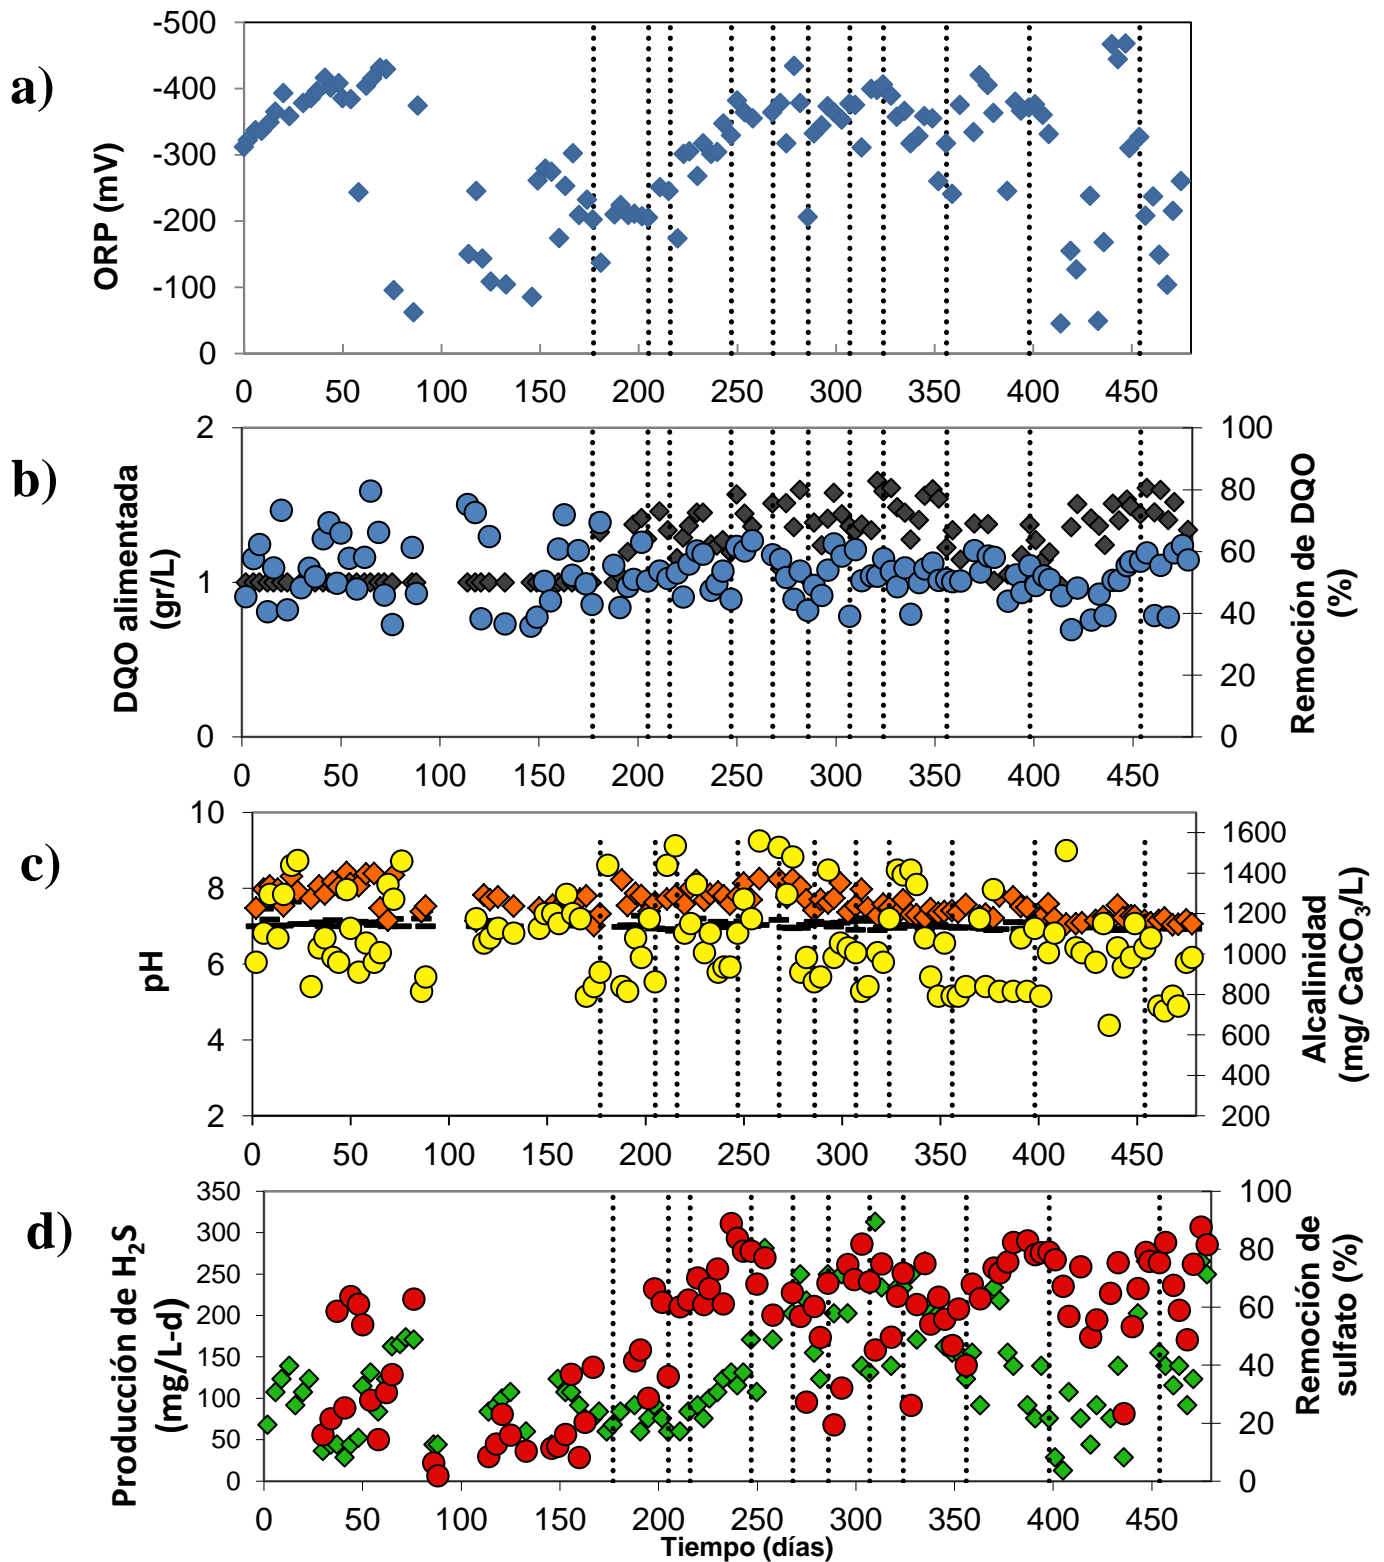 a)
ORP (mV)
-500
-400
-300
-200
-100
0
0 50 100 150 200 250 300 350 400 450
b)
DQO alimentada
(gr/L)
2
1
0
100
80
60
40
20
0
Remoción de DQO
(%)
0 50 100 150 200 250 300 350 400 450
c)
pH
10
8
6
4
2
1600
1400
1200
1000
800
600
400
200
Alcalinidad
(mg/ CaCO3/L)
0 50 100 150 200 250 300 350 400 450
d)
Producción de H2S
(mg/L-d)
350
300
250
200
150
100
50
0
100
80
60
40
20
0
Remoción de
sulfato (%)
0 50 100 150 200 250 300 350 400 450
Tiempo (días)